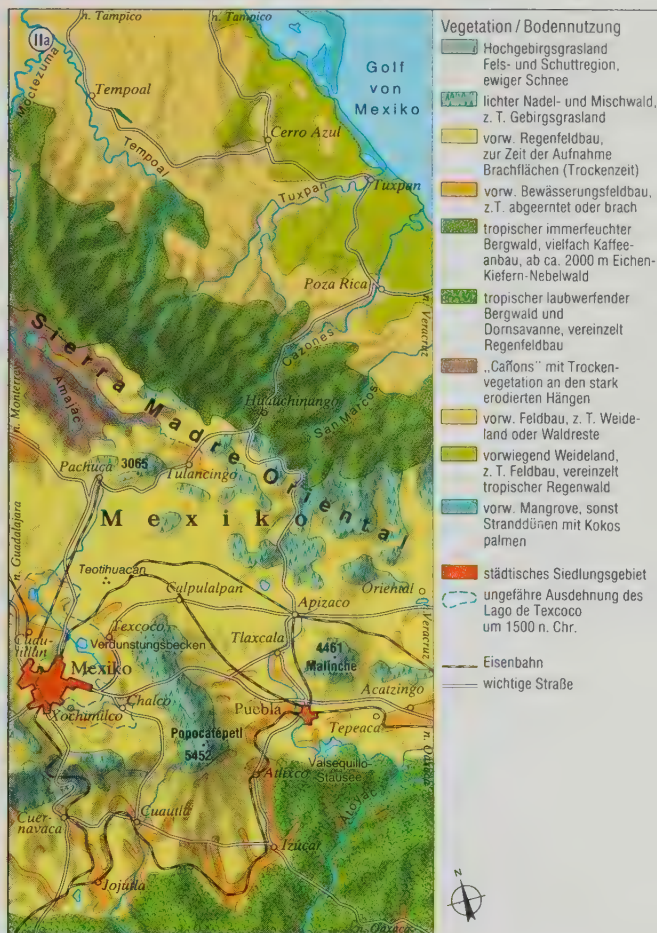 n. Tampico
n. Tampico
IIa
Moctezuma
Golf
von
Mexiko
Tempoal
Cerro Azul
Tempoal
Tuxpan
Tuxpan
Poza Rica
n. Veracruz
Cazones
Sierra Madre Oriental
Amajac
Huauchinango
San Marcos
n. Monterrey
3065
Pachuca
Tulancingo
Mexiko
n. Guadalajara
Teotihuacan
Calpulalpan
Oriental
Apizaco
Texcoco
Tlaxcala
Veracruz
Verdunstungsbecken
4461
Malinche
Mexiko
Chalco
Acatzingo
Puebla
Xochimilco
Popocatépetl
5452
Tepeaca
Valsequillo-
Stausee
Atlixco
Atoyac
Cuer-
navaca
Cuautla
Izúcar
Jojutla
n. Oaxaca
Vegetation / Bodennutzung
Hochgebirgsgrasland
Fels- und Schuttregion,
ewiger Schnee
lichter Nadel- und Mischwald,
z. T. Gebirgsgrasland
vorw. Regenfeldbau,
zur Zeit der Aufnahme
Brachflächen (Trockenzeit)
vorw. Bewässerungsfeldbau,
z.T. abgeerntet oder brach
tropischer immerfeuchter
Bergwald, vielfach Kaffee-
anbau, ab ca. 2000 m Eichen-
Kiefern-Nebelwald
tropischer laubwerfender
Bergwald und
Dornsavanne, vereinzelt
Regenfeldbau
„Cañons" mit Trocken-
vegetation an den stark
erodierten Hängen
vorw. Feldbau, z. T. Weide-
land oder Waldreste
vorwiegend Weideland,
z. T. Feldbau, vereinzelt
tropischer Regenwald
vorw. Mangrove, sonst
Stranddünen mit Kokos
palmen
städtisches Siedlungsgebiet
ungefähre Ausdehnung des
Lago de Texcoco
um 1500 n. Chr.
Eisenbahn
wichtige Straße
N